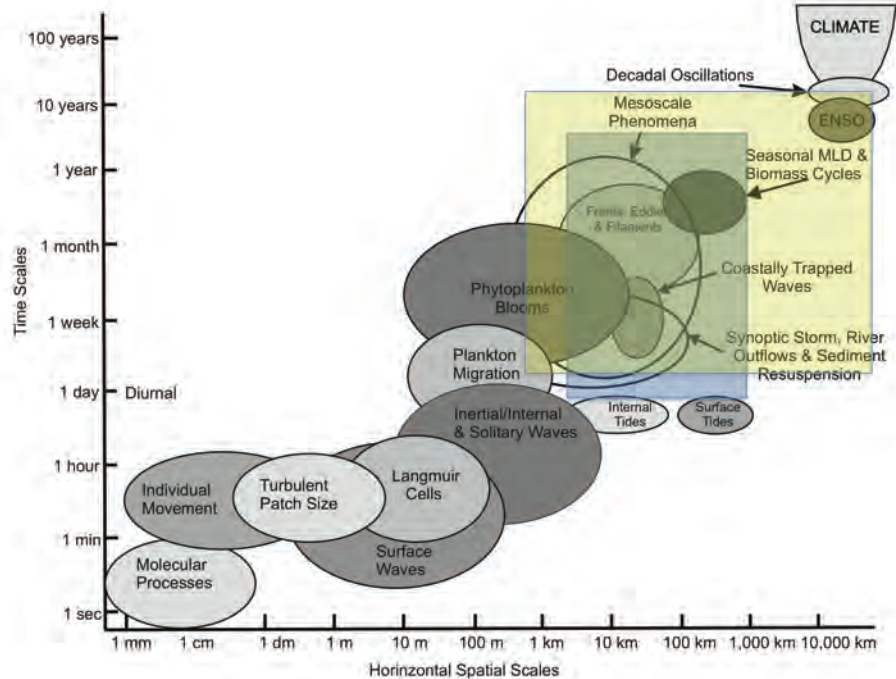 100 years
10 years
1 year
1 month
1 week
1 day
1 hour
1 min
1 sec
Time Scales
Diurnal
CLIMATE
Decadal Oscillations
ENSO
Mesoscale
Phenomena
Seasonal MLD &
Biomass Cycles
Fronts, Eddies
& Filaments
Coastally Trapped
Waves
Phytoplankton
Blooms
Synoptic Storm, River
Outflows & Sediment
Resuspension
Plankton
Migration
Inertial/Internal
& Solitary Waves
Internal
Tides
Surface
Tides
Individual
Movement
Turbulent
Patch Size
Langmuir
Cells
Surface
Waves
Molecular
Processes
1 mm
1 cm
1 dm
1 m
10 m
100 m
1 km
10 km
100 km
1,000 km
10,000 km
Horinzontal Spatial Scales